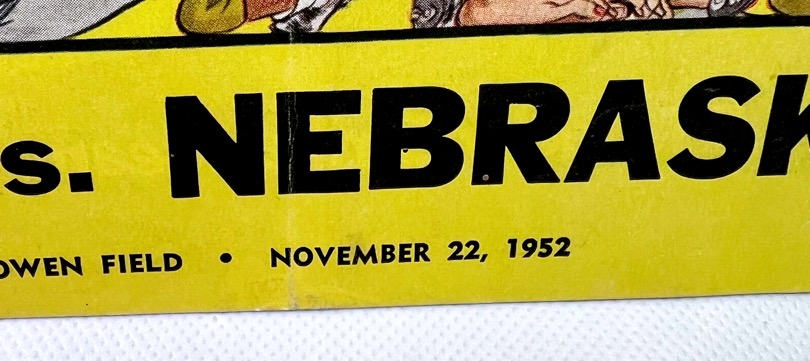 s. NEBRASK
OWEN FIELD • NOVEMBER 22, 1952